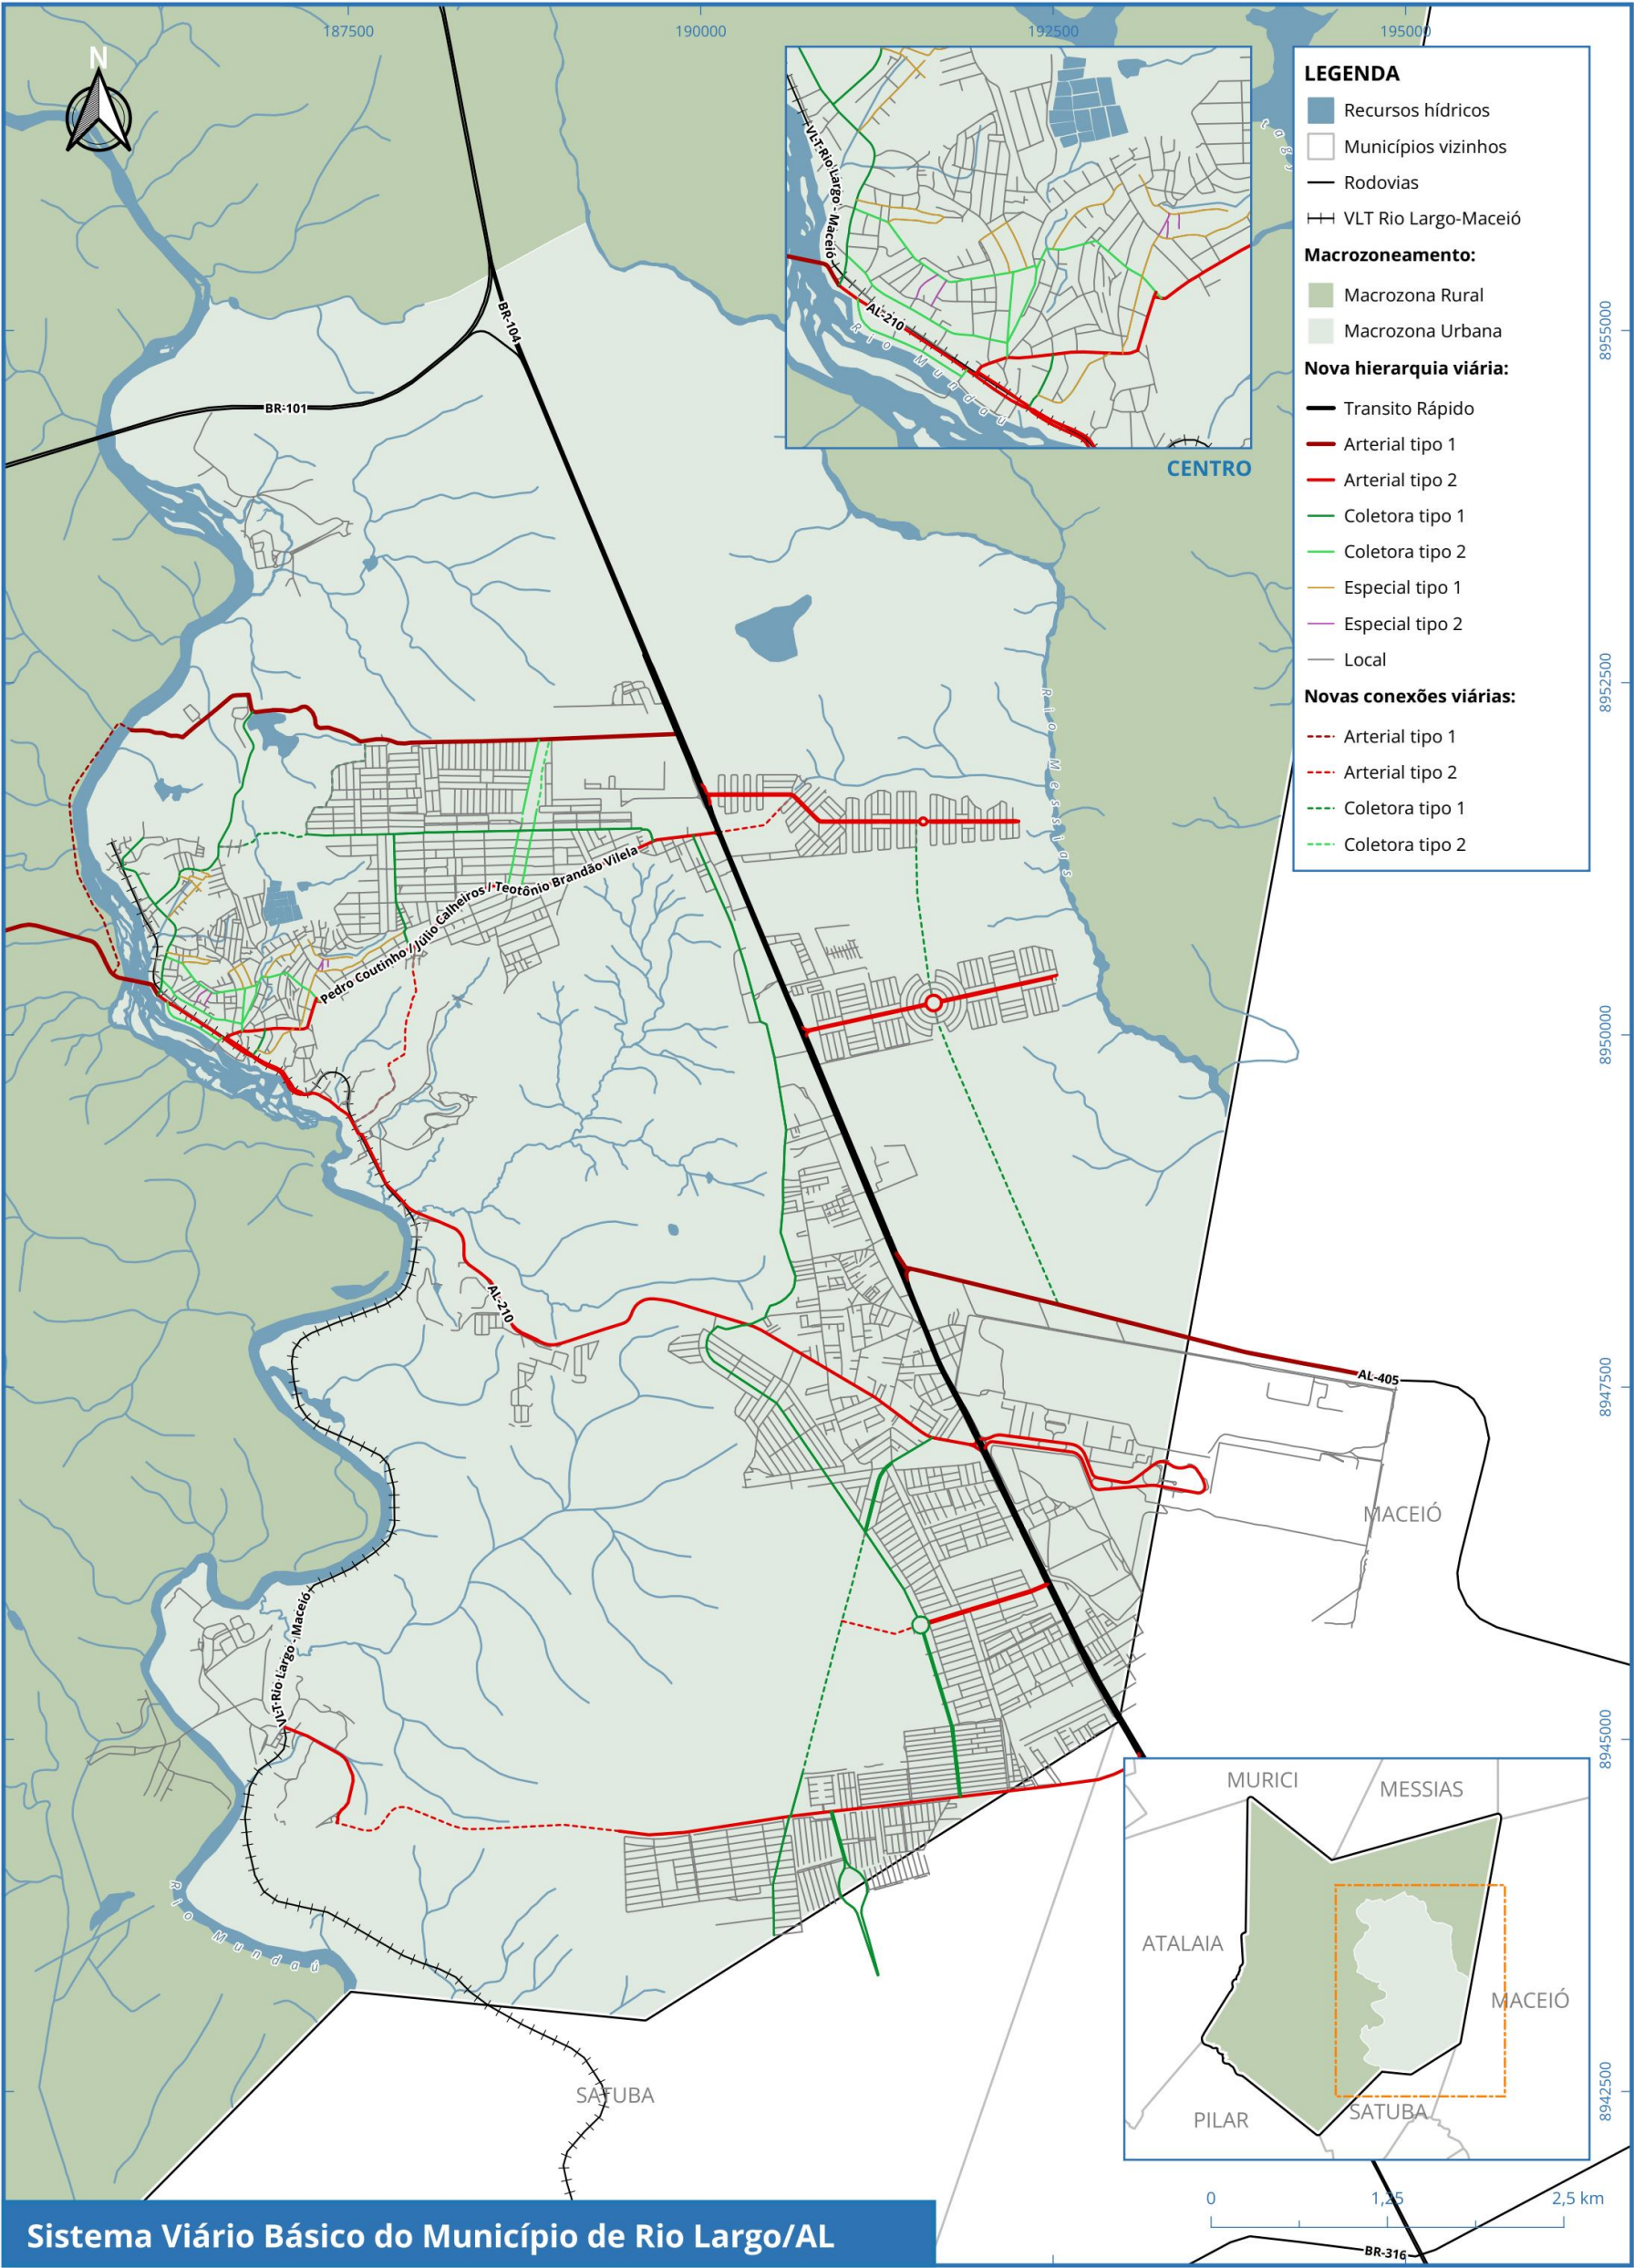 187500
190000
192500
195000
N
LEGENDA
Recursos hídricos
Municípios vizinhos
Rodovias
VLT Rio Largo-Maceió
Macrozoneamento:
Macrozona Rural
Macrozona Urbana
Nova hierarquia viária:
Transito Rápido
Arterial tipo 1
Arterial tipo 2
Coletora tipo 1
Coletora tipo 2
Especial tipo 1
Especial tipo 2
Local
Novas conexões viárias:
Arterial tipo 1
Arterial tipo 2
Coletora tipo 1
Coletora tipo 2
VLT Rio Largo - Maceió
AL-210
Rio Mundaú
CENTRO
BR-104
BR-101
8955000
8952500
8950000
8947500
8945000
8942500
Rio Messias
Pedro Coutinho / Júlio Calheiros / Teotônio Brandão Vilela
AL-210
AL-405
MACEIÓ
VLT Rio Largo - Maceió
Rio Mundaú
SATUBA
MURICI
MESSIAS
ATALAIA
MACEIÓ
PILAR
SATUBA
0
1,25
2,5 km
BR-316
Sistema Viário Básico do Município de Rio Largo/AL